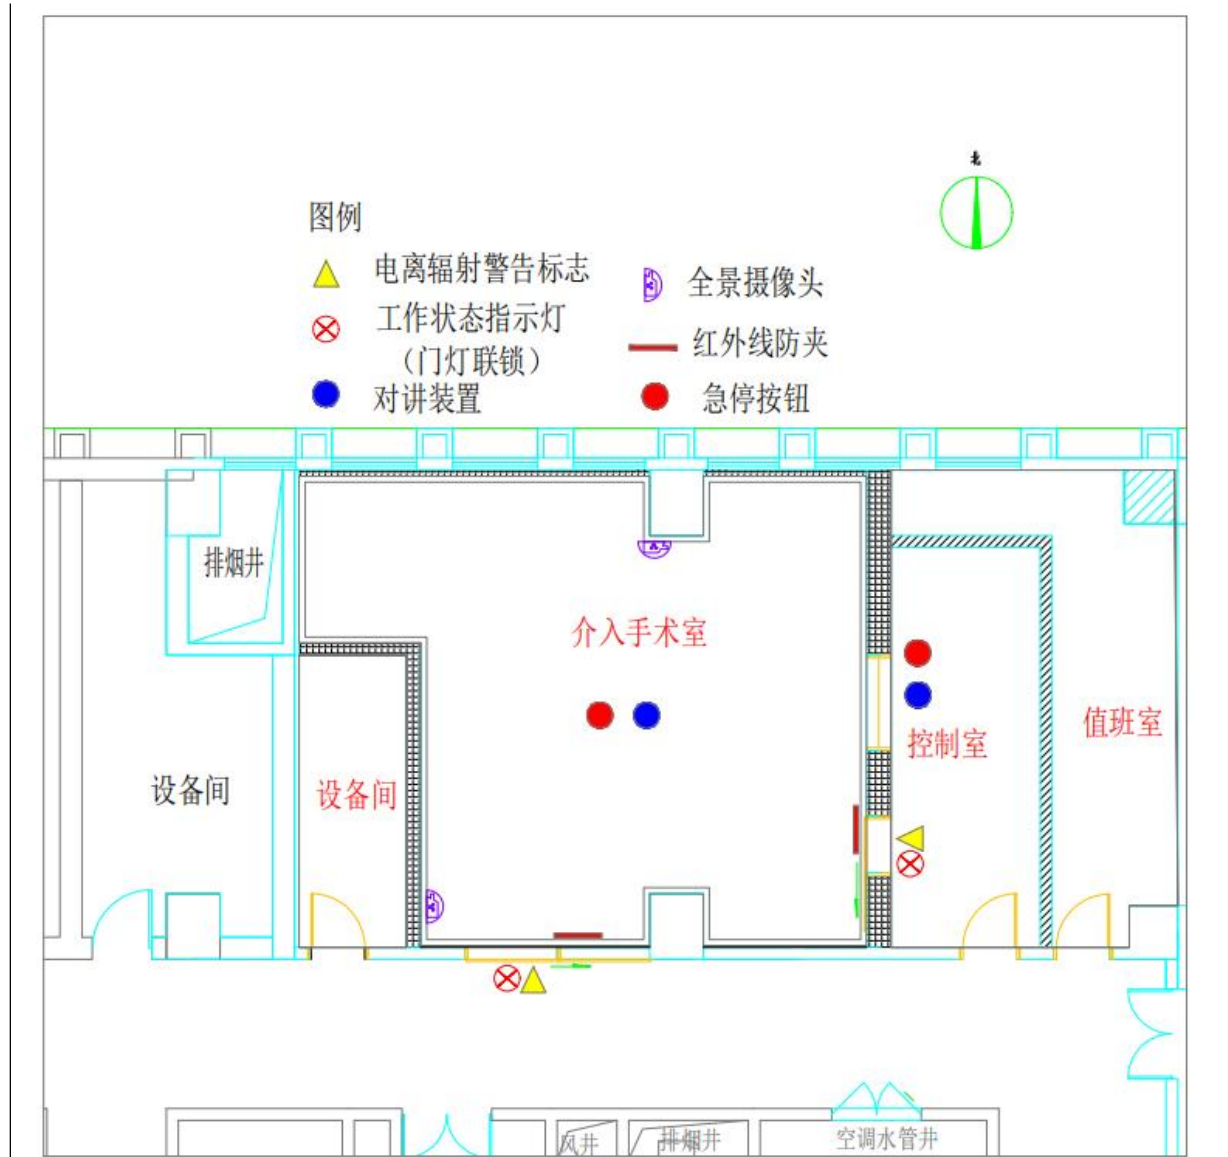 北
图例
电离辐射警告标志
全景摄像头
工作状态指示灯
（门灯联锁）
红外线防夹
对讲装置
急停按钮
排烟井
介入手术室
控制室
值班室
设备间
设备间
风井
排烟井
空调水管井